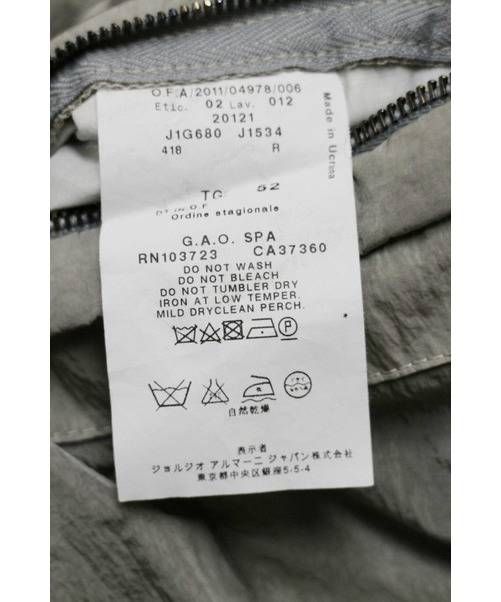 O.F.A/2011/04978/006
Etic. 02 Lav. 012
20121
J1G680 J1534
418 R
Made in
TG 52
Ordine stagionale
G.A.O. SPA
RN103723 CA37360
DO NOT WASH
DO NOT BLEACH
DO NOT TUMBLER DRY
IRON AT LOW TEMPER.
MILD DRYCLEAN PERCH.
P
自然乾燥
表示者
ジョルジオ アルマーニ ジャパン株式会社
東京都中央区銀座5-5-4